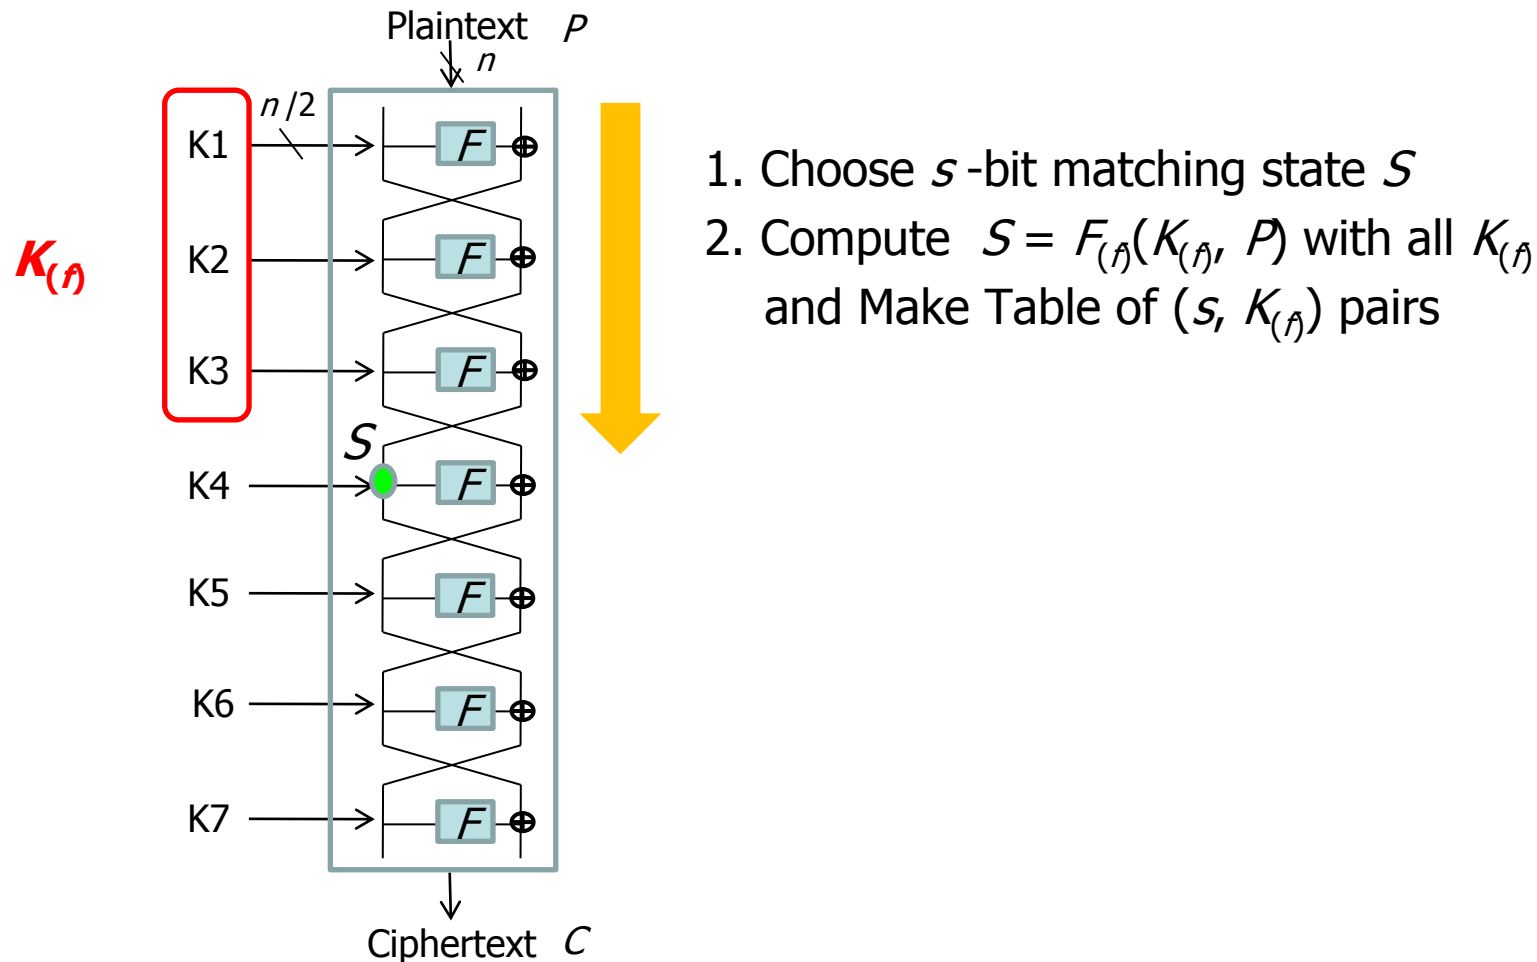 Plaintext P
n
n/2
K1
F
K2
F
K(f)
K3
F
S
K4
F
K5
F
K6
F
K7
F
Ciphertext C
1. Choose s-bit matching state S
2. Compute S = F(f)(K(f), P) with all K(f)
and Make Table of (s, K(f)) pairs